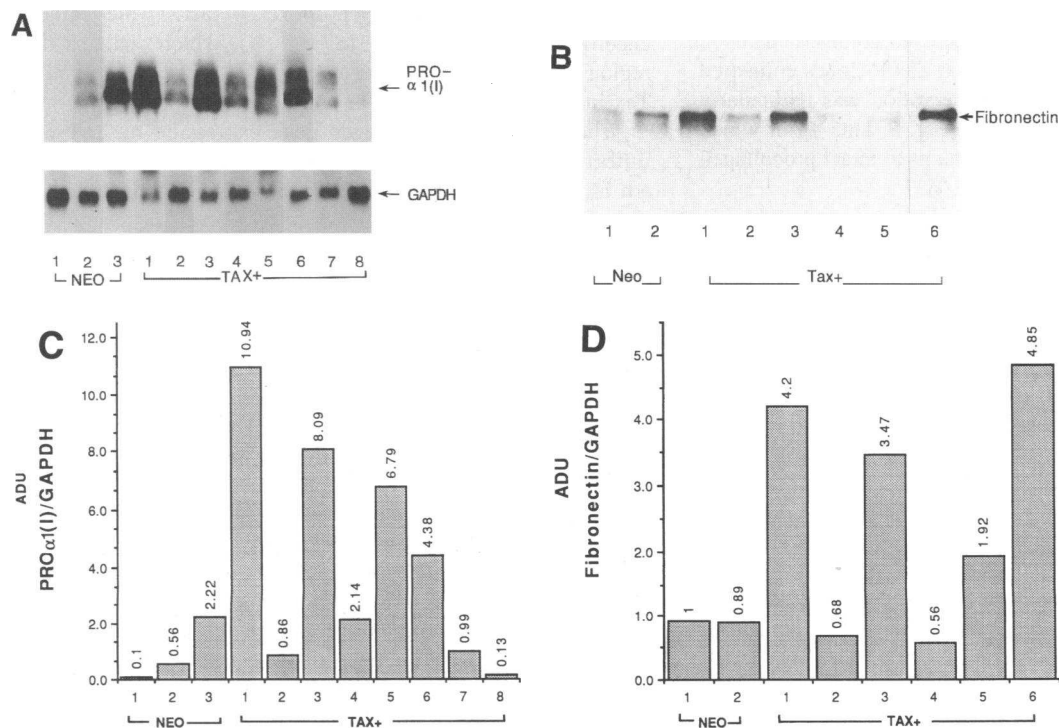 A
PRO-
α1(I)
GAPDH
1 2 3 1 2 3 4 5 6 7 8
NEO TAX+
B
Fibronectin
1 2 1 2 3 4 5 6
Neo Tax+
C
ADU
PROα1(I)/GAPDH
12.0
10.0
8.0
6.0
4.0
2.0
0.0
0.1 0.56 2.22 10.94 0.86 8.09 2.14 6.79 4.38 0.99 0.13
1 2 3 1 2 3 4 5 6 7 8
NEO TAX+
D
ADU
Fibronectin/GAPDH
5.0
4.0
3.0
2.0
1.0
0.0
1 0.89 4.2 0.68 3.47 0.56 1.92 4.85
1 2 1 2 3 4 5 6
NEO TAX+